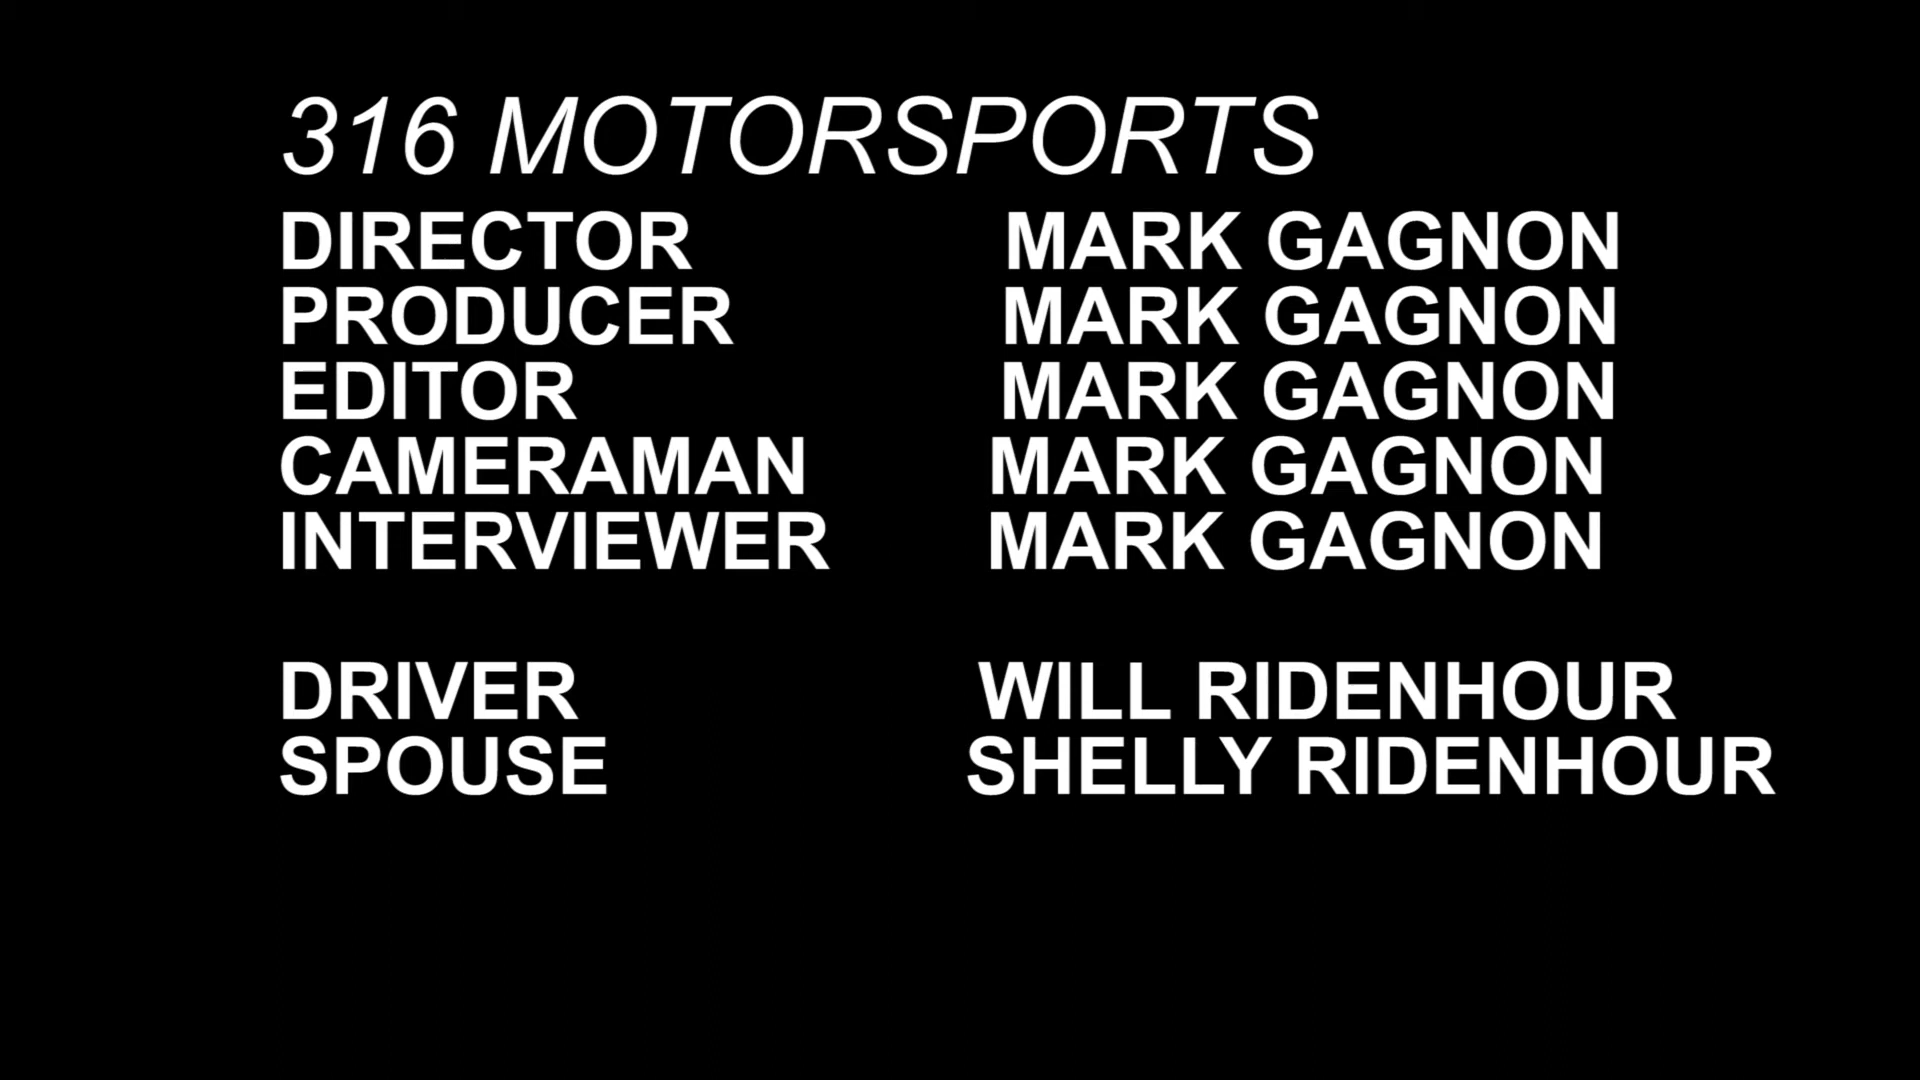 316 MOTORSPORTS
DIRECTOR MARK GAGNON
PRODUCER MARK GAGNON
EDITOR MARK GAGNON
CAMERAMAN MARK GAGNON
INTERVIEWER MARK GAGNON
DRIVER WILL RIDENHOUR
SPOUSE SHELLY RIDENHOUR